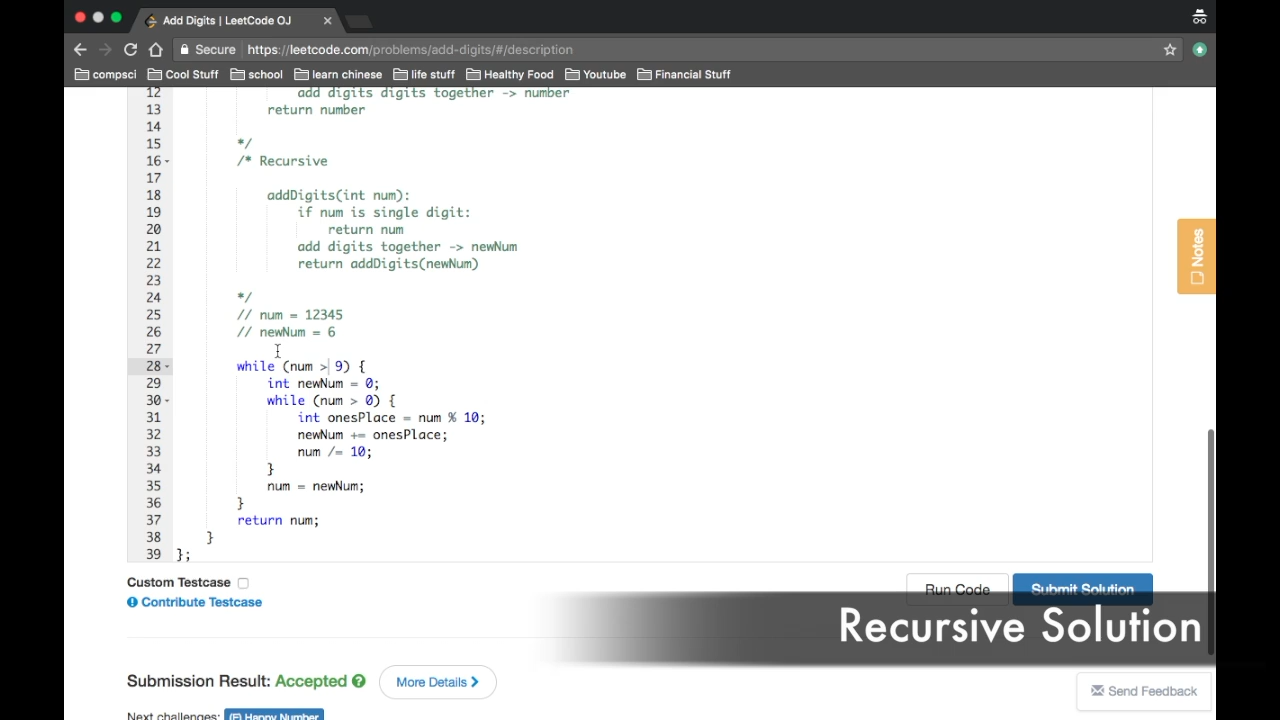 Add Digits | LeetCode OJ
Secure https://leetcode.com/problems/add-digits/#/description
compsci Cool Stuff school learn chinese life stuff Healthy Food Youtube Financial Stuff
12 add digits digits together -> number
13 return number
14
15 */
16 /* Recursive
17
18 addDigits(int num):
19 if num is single digit:
20 return num
21 add digits together -> newNum
22 return addDigits(newNum)
23
24 */
25 // num = 12345
26 // newNum = 6
27
28 while (num > 9) {
29 int newNum = 0;
30 while (num > 0) {
31 int onesPlace = num % 10;
32 newNum += onesPlace;
33 num /= 10;
34 }
35 num = newNum;
36 }
37 return num;
38 }
39 };
Notes
Custom Testcase
Contribute Testcase
Run Code Submit Solution
Recursive Solution
Submission Result: Accepted More Details
Send Feedback
Next challenges: (E) Happy Number